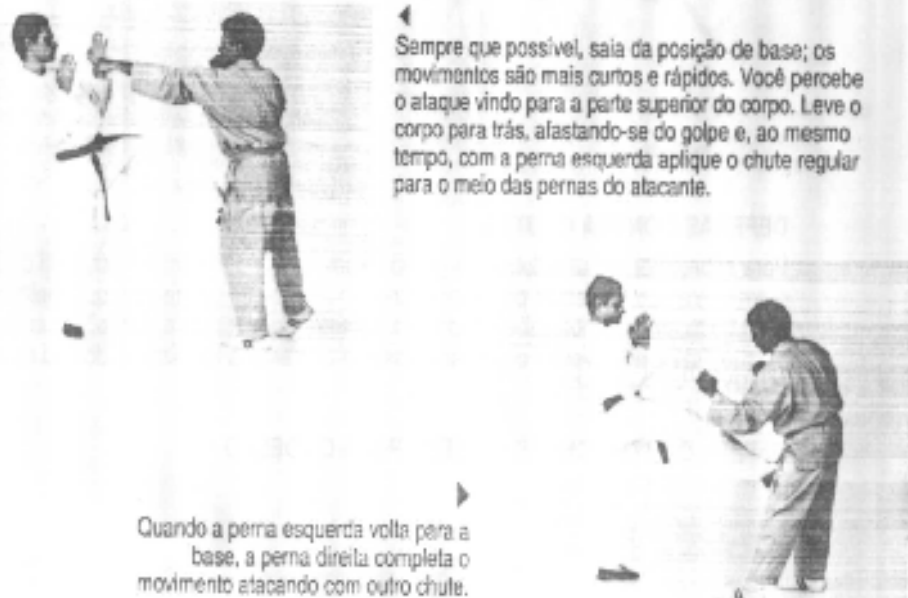 Sempre que possível, saia da posição de base; os
movimentos são mais curtos e rápidos. Você percebe
o ataque vindo para a parte superior do corpo. Leve o
corpo para trás, afastando-se do golpe e, ao mesmo
tempo, com a perna esquerda aplique o chute regular
para o meio das pernas do atacante.
Quando a perna esquerda volta para a
base, a perna direita completa o
movimento atacando com outro chute.